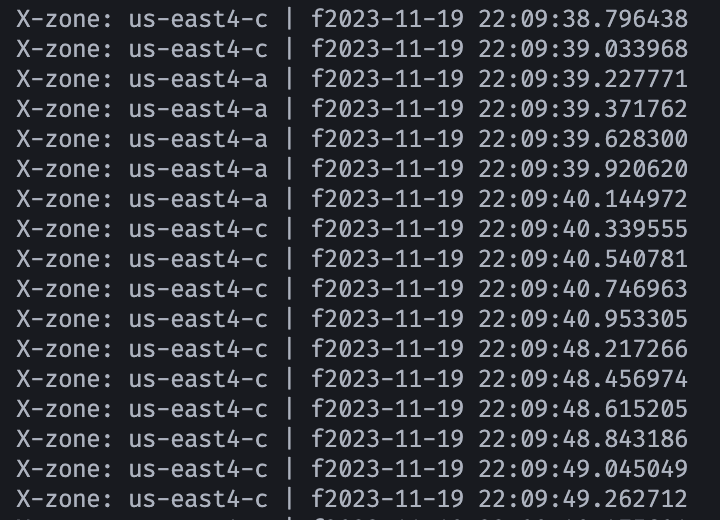 X-zone: us-east4-c | f2023-11-19 22:09:38.796438
X-zone: us-east4-c | f2023-11-19 22:09:39.033968
X-zone: us-east4-a | f2023-11-19 22:09:39.227771
X-zone: us-east4-a | f2023-11-19 22:09:39.371762
X-zone: us-east4-a | f2023-11-19 22:09:39.628300
X-zone: us-east4-a | f2023-11-19 22:09:39.920620
X-zone: us-east4-a | f2023-11-19 22:09:40.144972
X-zone: us-east4-c | f2023-11-19 22:09:40.339555
X-zone: us-east4-c | f2023-11-19 22:09:40.540781
X-zone: us-east4-c | f2023-11-19 22:09:40.746963
X-zone: us-east4-c | f2023-11-19 22:09:40.953305
X-zone: us-east4-c | f2023-11-19 22:09:48.217266
X-zone: us-east4-c | f2023-11-19 22:09:48.456974
X-zone: us-east4-c | f2023-11-19 22:09:48.615205
X-zone: us-east4-c | f2023-11-19 22:09:48.843186
X-zone: us-east4-c | f2023-11-19 22:09:49.045049
X-zone: us-east4-c | f2023-11-19 22:09:49.262712